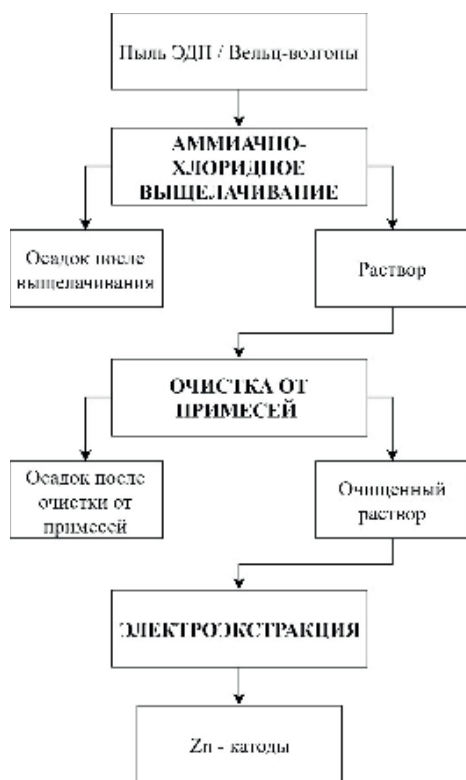 Пыль ЭДП / Вельц-возгоны
АММИАЧНО-
ХЛОРИДНОЕ
ВЫЩЕЛАЧИВАНИЕ
Осадок после
выщелачивания
Раствор
ОЧИСТКА ОТ
ПРИМЕСЕЙ
Осадок после
очистки от
примесей
Очищенный
раствор
ЭЛЕКТРОЭКСТРАКЦИЯ
Zn - катоды